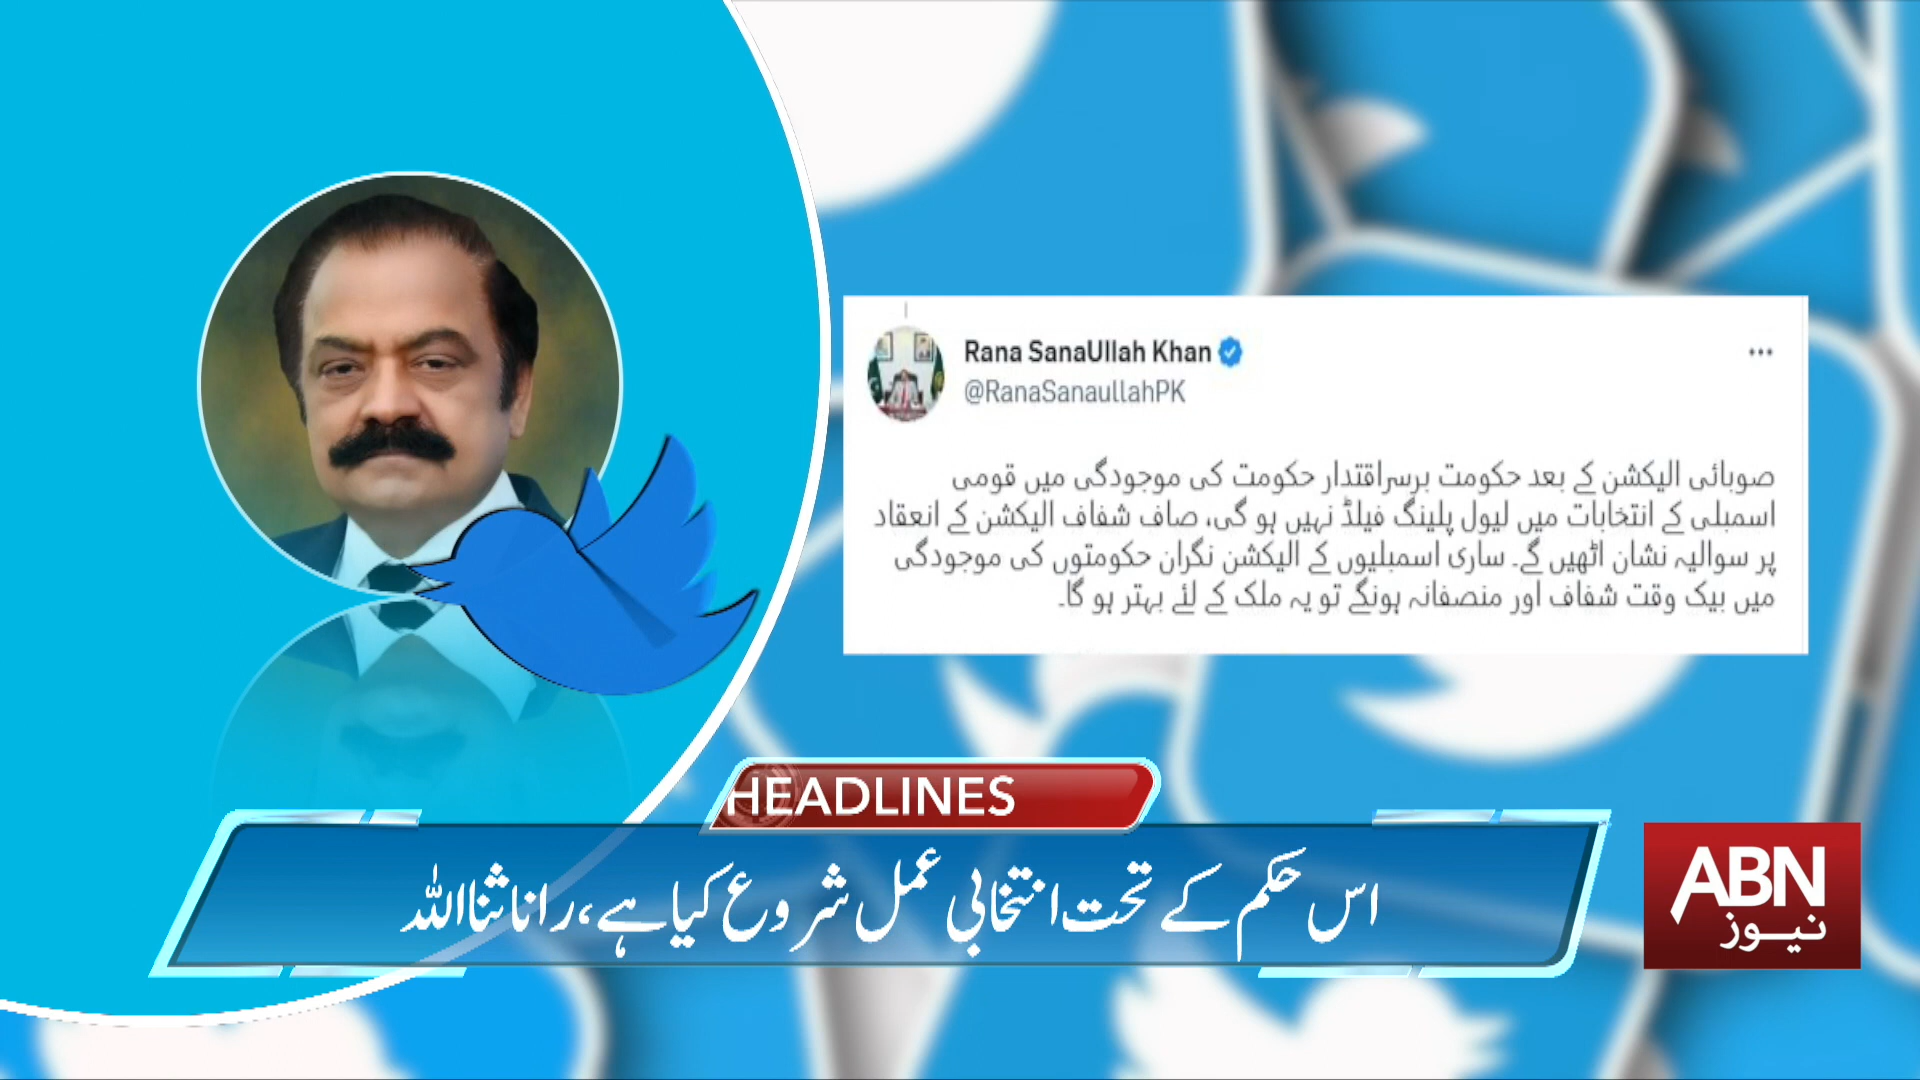 Rana SanaUllah Khan
@RanaSanaullahPK
صوبائی الیکشن کے بعد حکومت برسراقتدار حکومت کی موجودگی میں قومی
اسمبلی کے انتخابات میں لیول پلینگ فیلڈ نہیں ہو گی، صاف شفاف الیکشن کے انعقاد
پر سوالیہ نشان اٹھیں گے۔ ساری اسمبلیوں کے الیکشن نگران حکومتوں کی موجودگی
میں بیک وقت شفاف اور منصفانہ ہونگے تو یہ ملک کے لئے بہتر ہو گا۔
HEADLINES
اس حکم کے تحت انتخابی عمل شروع کیا ہے، رانا ثنااللہ
ABN
نیوز